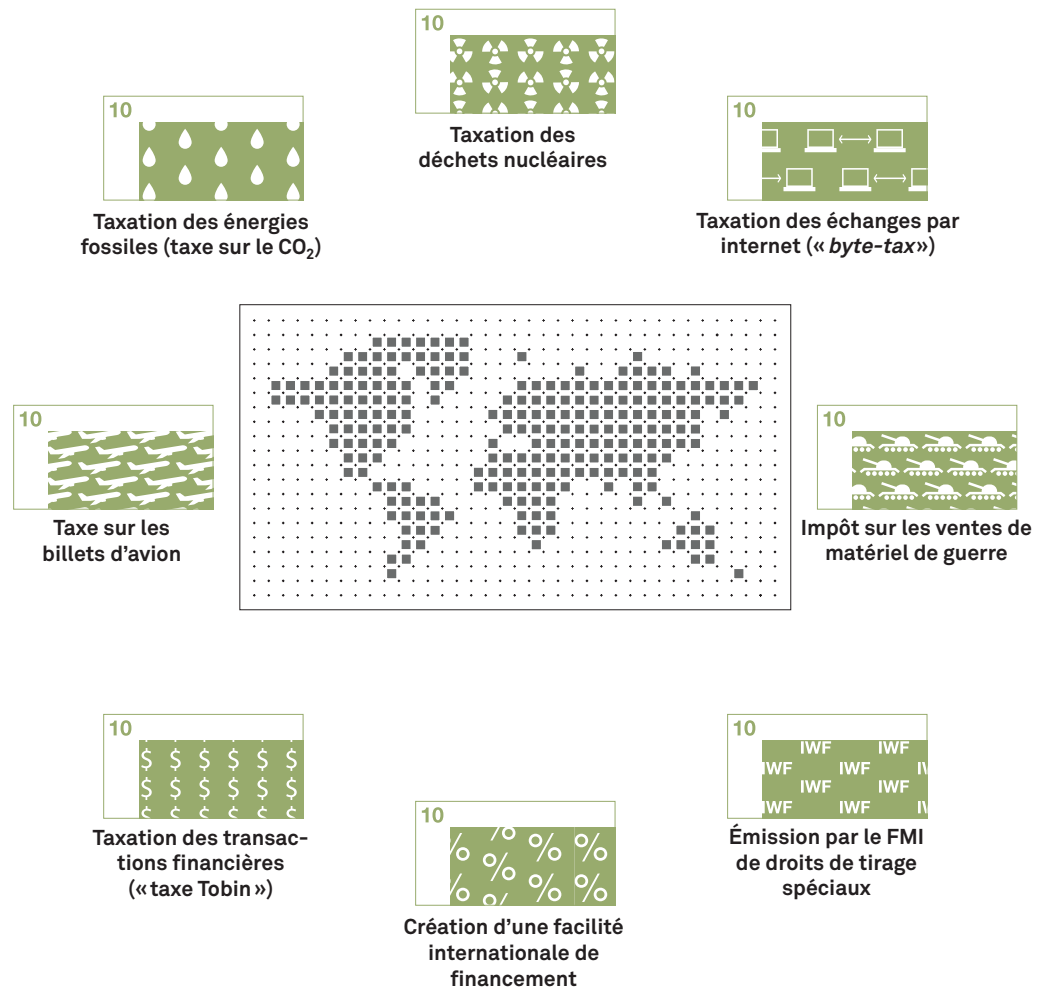 10
Taxation des
déchets nucléaires
10
Taxation des énergies
fossiles (taxe sur le CO₂)
10
Taxation des échanges par
internet (« byte-tax »)
10
Taxe sur les
billets d’avion
10
Impôt sur les ventes de
matériel de guerre
10
$ $ $ $ $ $
$ $ $ $ $ $
$ $ $ $ $ $
Taxation des transac-
tions financières
(« taxe Tobin »)
10
% % % %
% % % %
Création d’une facilité
internationale de
financement
10
IWF IWF
IWF IWF IW
IWF IWF
IWF IWF IW
Émission par le FMI
de droits de tirage
spéciaux